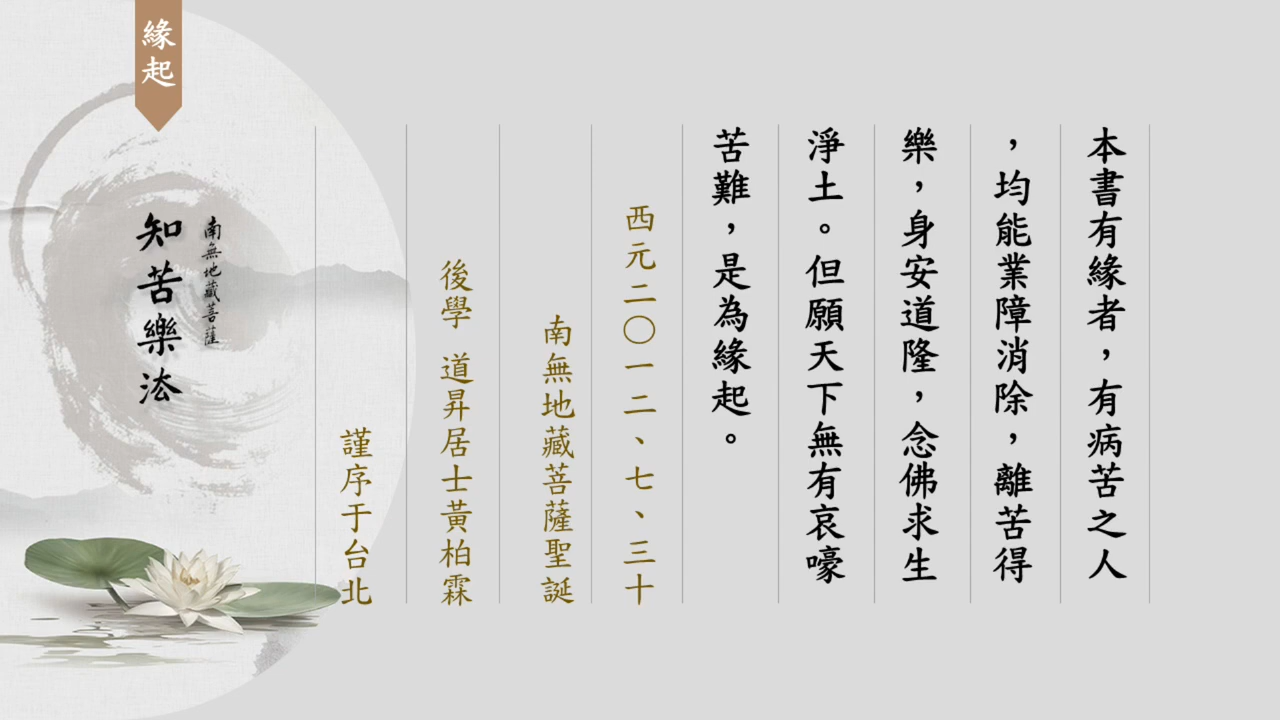 本書有緣者，有病苦之人
，均能業障消除，離苦得
樂，身安道隆，念佛求生
淨土。但願天下無有哀嚎
苦難，是為緣起。
西元二〇一二、七、三十
南無地藏菩薩聖誕
後學 道昇居士黃柏霖
謹序于台北
南無地藏菩薩
知苦樂法
緣起